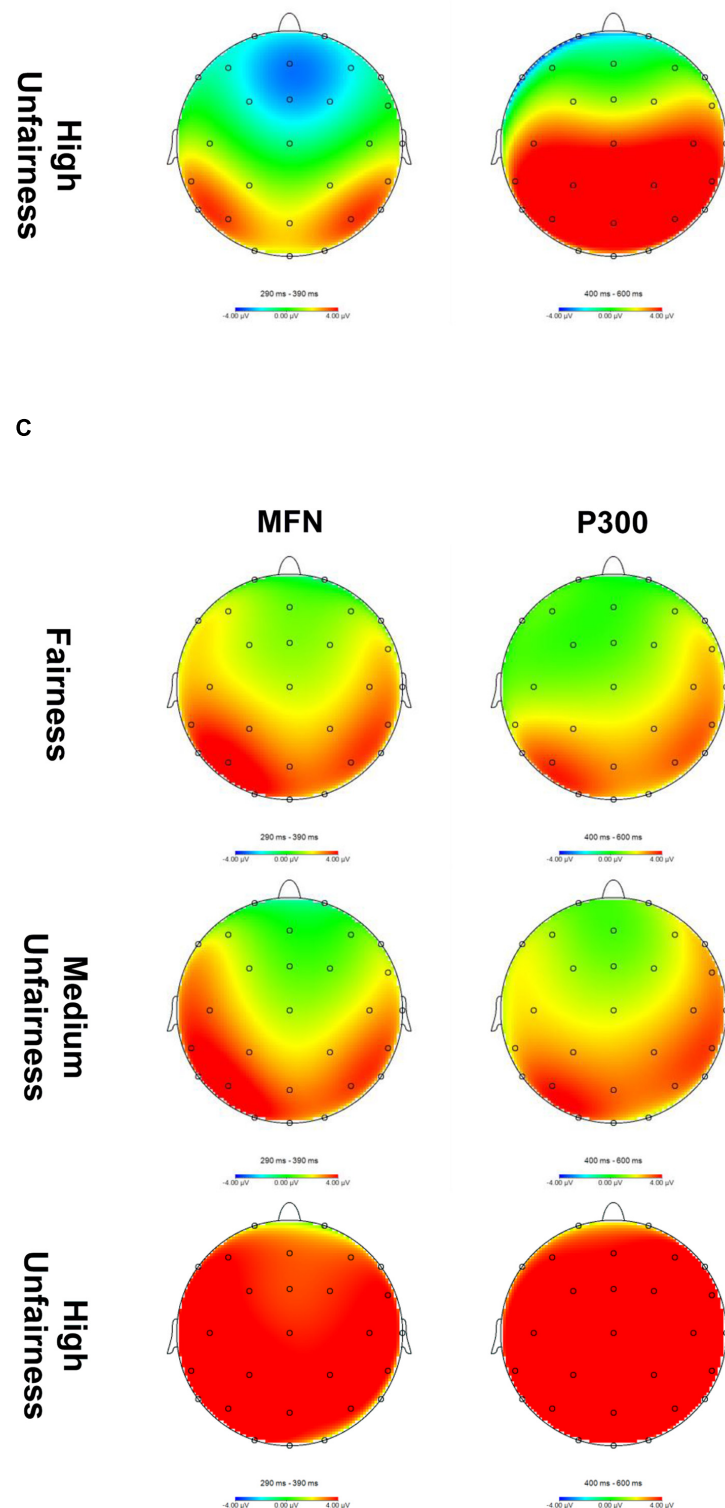 High
Unfairness
290 ms - 390 ms
-4.00 µV 0.00 µV 4.00 µV
400 ms - 600 ms
-4.00 µV 0.00 µV 4.00 µV
C
MFN P300
Fairness
290 ms - 390 ms
-4.00 µV 0.00 µV 4.00 µV
400 ms - 600 ms
-4.00 µV 0.00 µV 4.00 µV
Medium
Unfairness
290 ms - 390 ms
-4.00 µV 0.00 µV 4.00 µV
400 ms - 600 ms
-4.00 µV 0.00 µV 4.00 µV
High
Unfairness
290 ms - 390 ms
-4.00 µV 0.00 µV 4.00 µV
400 ms - 600 ms
-4.00 µV 0.00 µV 4.00 µV